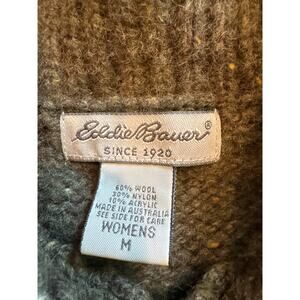 Eddie Bauer®
SINCE 1920
60% WOOL
30% NYLON
10% ACRYLIC
MADE IN AUSTRALIA
SEE SIDE FOR CARE
WOMENS
M